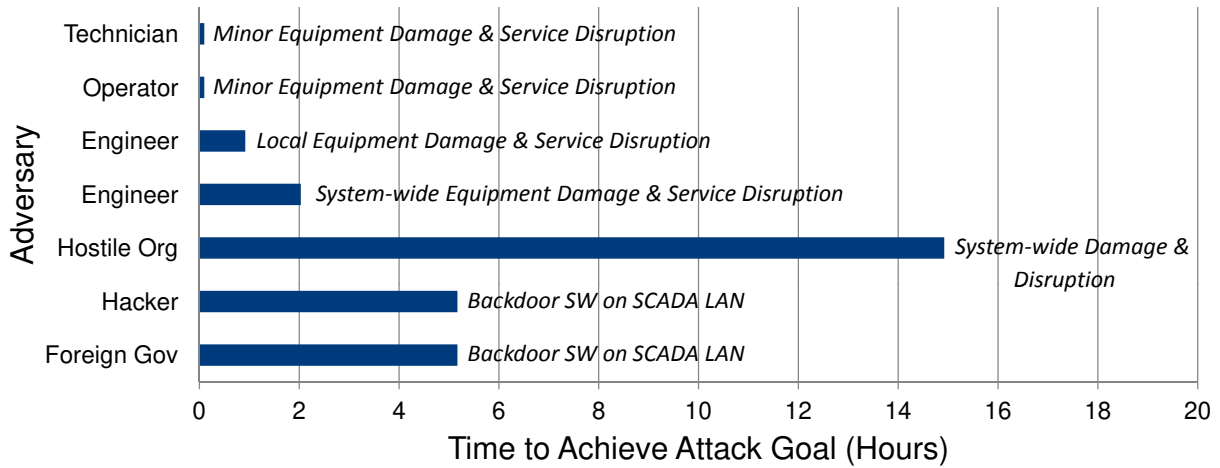 Adversary
Technician Minor Equipment Damage & Service Disruption
Operator Minor Equipment Damage & Service Disruption
Engineer Local Equipment Damage & Service Disruption
Engineer System-wide Equipment Damage & Service Disruption
Hostile Org System-wide Damage &
Disruption
Hacker Backdoor SW on SCADA LAN
Foreign Gov Backdoor SW on SCADA LAN
0 2 4 6 8 10 12 14 16 18 20
Time to Achieve Attack Goal (Hours)